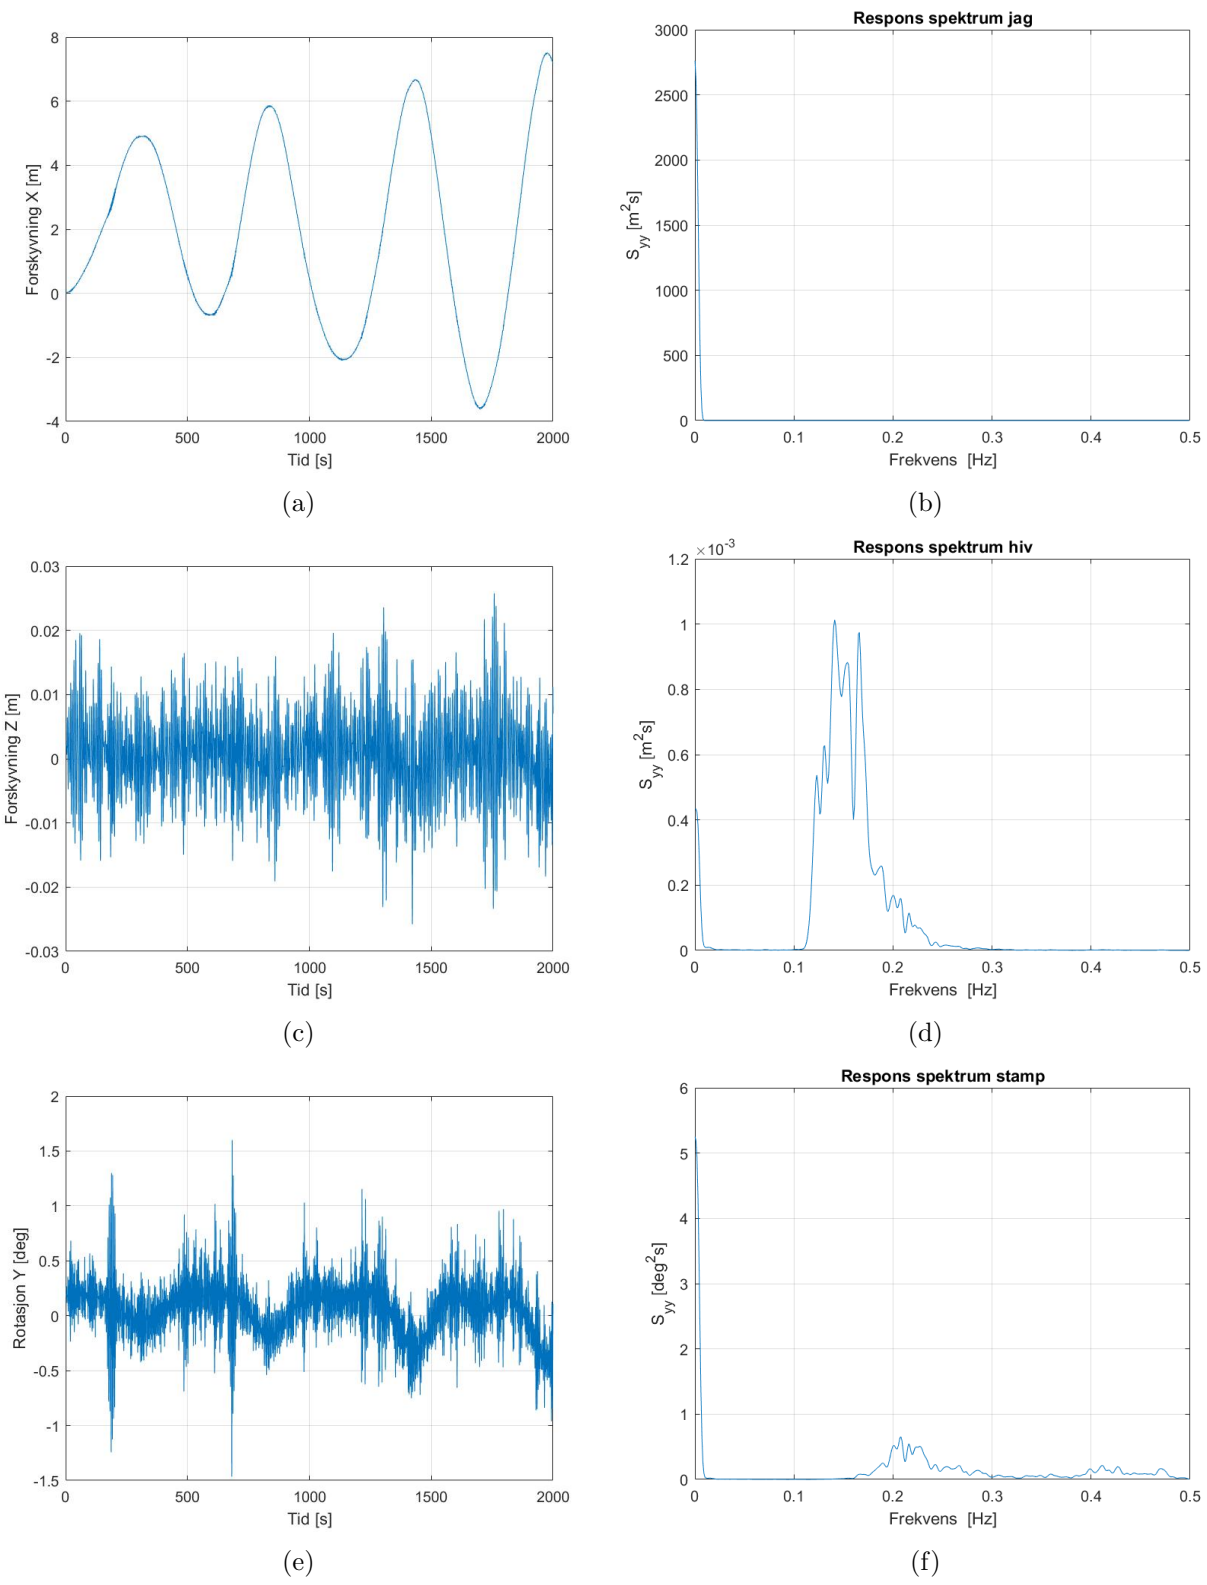 8
6
4
2
0
-2
-4
Forskyvning X [m]
0 500 1000 1500 2000
Tid [s]
(a)
Respons spektrum jag
3000
2500
2000
1500
1000
500
0
S_yy [m^2s]
0 0.1 0.2 0.3 0.4 0.5
Frekvens [Hz]
(b)
0.03
0.02
0.01
0
-0.01
-0.02
-0.03
Forskyvning Z [m]
0 500 1000 1500 2000
Tid [s]
(c)
Respons spektrum hiv
×10^-3
1.2
1
0.8
0.6
0.4
0.2
0
S_yy [m^2s]
0 0.1 0.2 0.3 0.4 0.5
Frekvens [Hz]
(d)
2
1.5
1
0.5
0
-0.5
-1
-1.5
Rotasjon Y [deg]
0 500 1000 1500 2000
Tid [s]
(e)
Respons spektrum stamp
6
5
4
3
2
1
0
S_yy [deg^2s]
0 0.1 0.2 0.3 0.4 0.5
Frekvens [Hz]
(f)